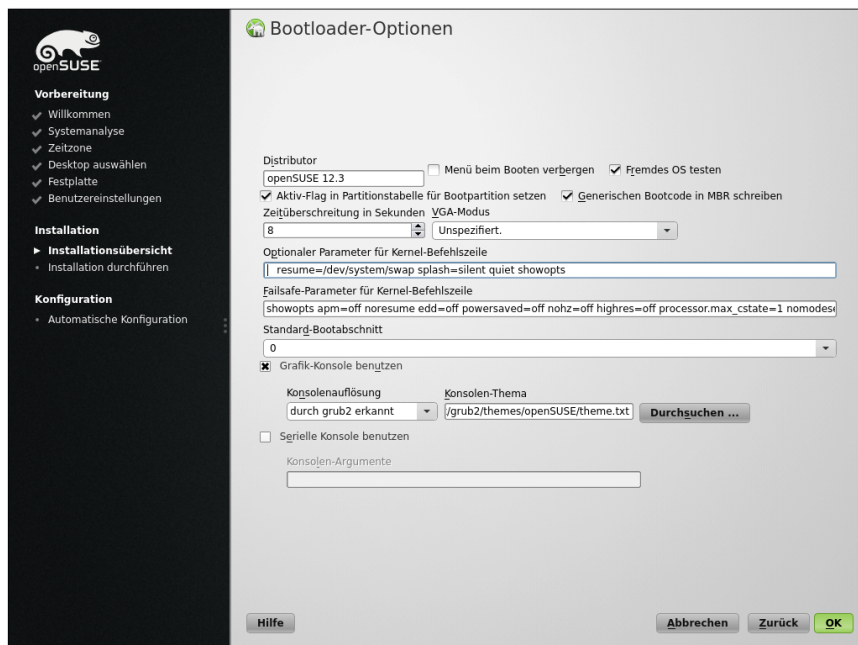 openSUSE
Vorbereitung
Willkommen
Systemanalyse
Zeitzone
Desktop auswählen
Festplatte
Benutzereinstellungen
Installation
Installationsübersicht
Installation durchführen
Konfiguration
Automatische Konfiguration
Bootloader-Optionen
Distributor
openSUSE 12.3
Menü beim Booten verbergen
Fremdes OS testen
Aktiv-Flag in Partitionstabelle für Bootpartition setzen
Generischen Bootcode in MBR schreiben
Zeitüberschreitung in Sekunden
VGA-Modus
8
Unspezifiert.
Optionaler Parameter für Kernel-Befehlszeile
resume=/dev/system/swap splash=silent quiet showopts
Failsafe-Parameter für Kernel-Befehlszeile
showopts apm=off noresume edd=off powersaved=off nohz=off highres=off processor.max_cstate=1 nomodese
Standard-Bootabschnitt
0
Grafik-Konsole benutzen
Konsolenauflösung
Konsolen-Thema
durch grub2 erkannt
/grub2/themes/openSUSE/theme.txt
Durchsuchen ...
Serielle Konsole benutzen
Konsolen-Argumente
Hilfe
Abbrechen
Zurück
OK